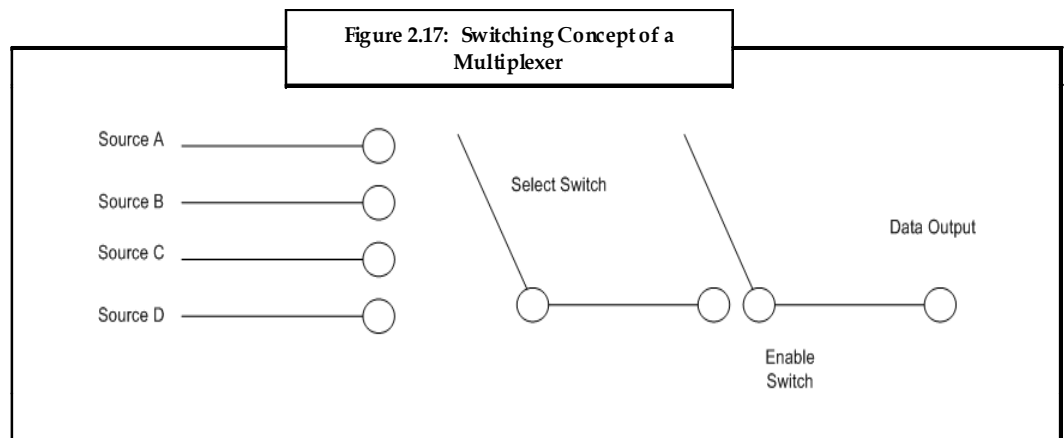 Figure 2.17: Switching Concept of a
Multiplexer
Source A
Source B
Source C
Source D
Select Switch
Data Output
Enable
Switch